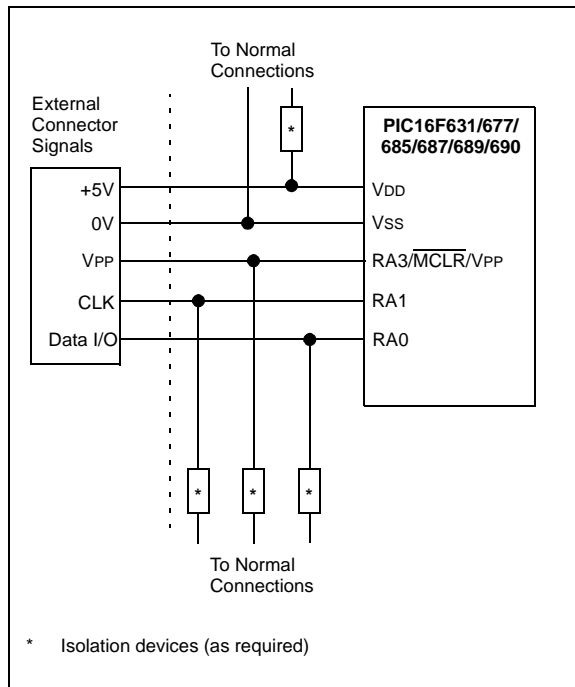 To Normal
Connections
External
Connector
Signals
*
PIC16F631/677/
685/687/689/690
+5V
VDD
0V
VSS
VPP
RA3/MCLR/VPP
CLK
RA1
Data I/O
RA0
* * *
To Normal
Connections
* Isolation devices (as required)